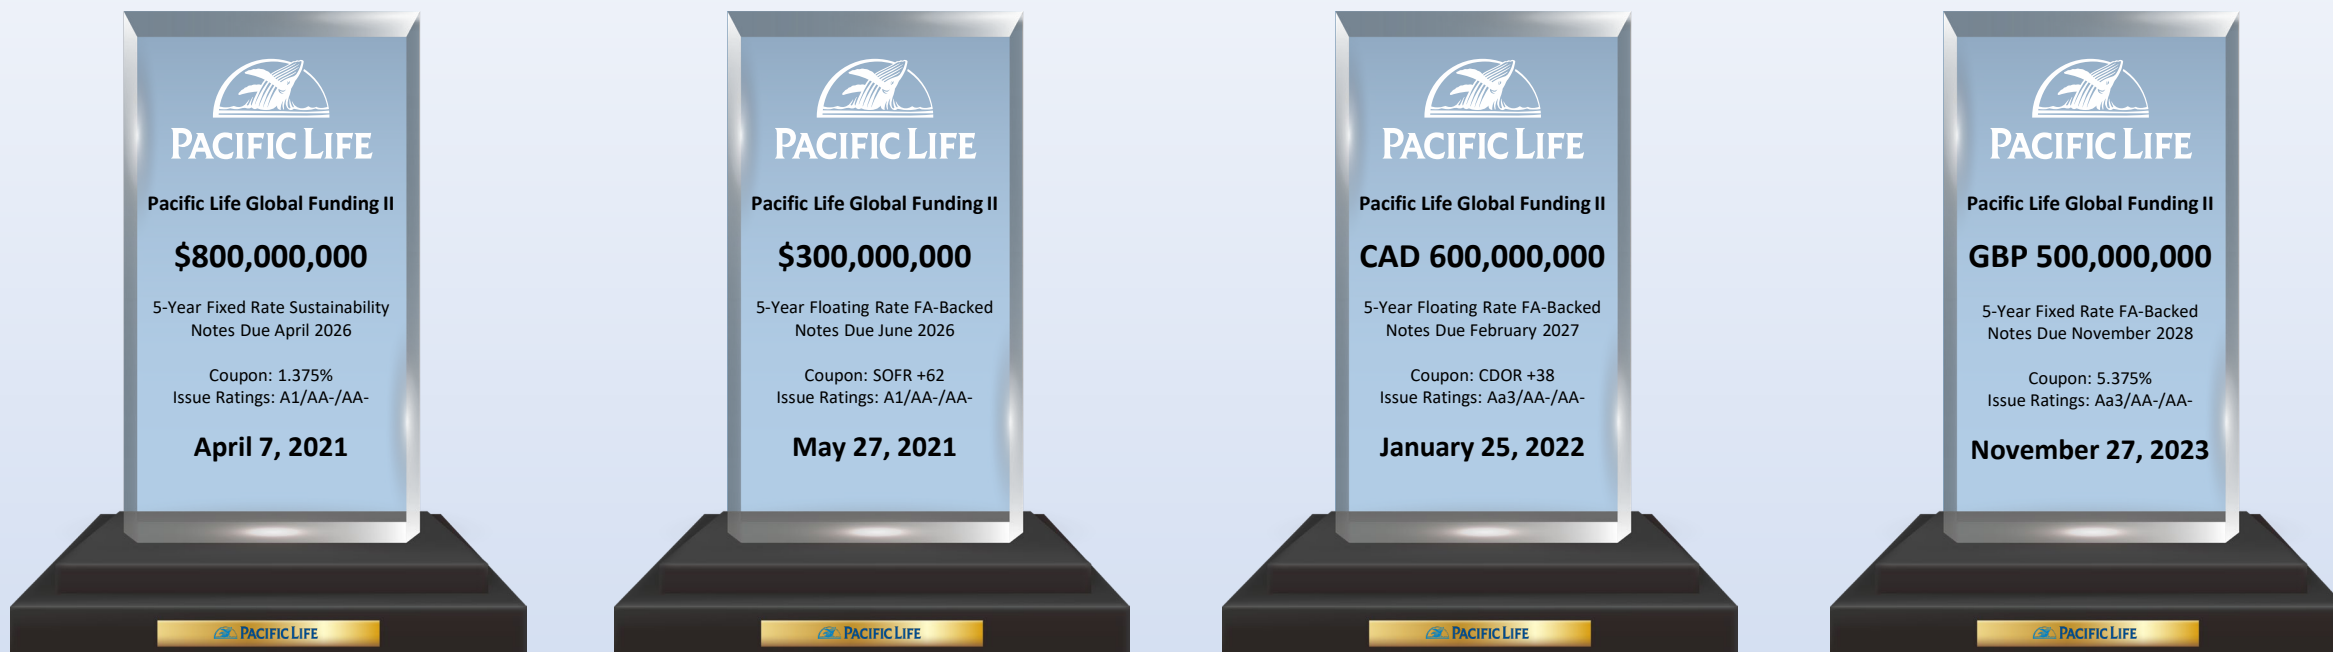 PACIFIC LIFE
Pacific Life Global Funding II
$800,000,000
5-Year Fixed Rate Sustainability
Notes Due April 2026
Coupon: 1.375%
Issue Ratings: A1/AA-/AA-
April 7, 2021
PACIFIC LIFE
PACIFIC LIFE
Pacific Life Global Funding II
$300,000,000
5-Year Floating Rate FA-Backed
Notes Due June 2026
Coupon: SOFR +62
Issue Ratings: A1/AA-/AA-
May 27, 2021
PACIFIC LIFE
PACIFIC LIFE
Pacific Life Global Funding II
CAD 600,000,000
5-Year Floating Rate FA-Backed
Notes Due February 2027
Coupon: CDOR +38
Issue Ratings: Aa3/AA-/AA-
January 25, 2022
PACIFIC LIFE
PACIFIC LIFE
Pacific Life Global Funding II
GBP 500,000,000
5-Year Fixed Rate FA-Backed
Notes Due November 2028
Coupon: 5.375%
Issue Ratings: Aa3/AA-/AA-
November 27, 2023
PACIFIC LIFE